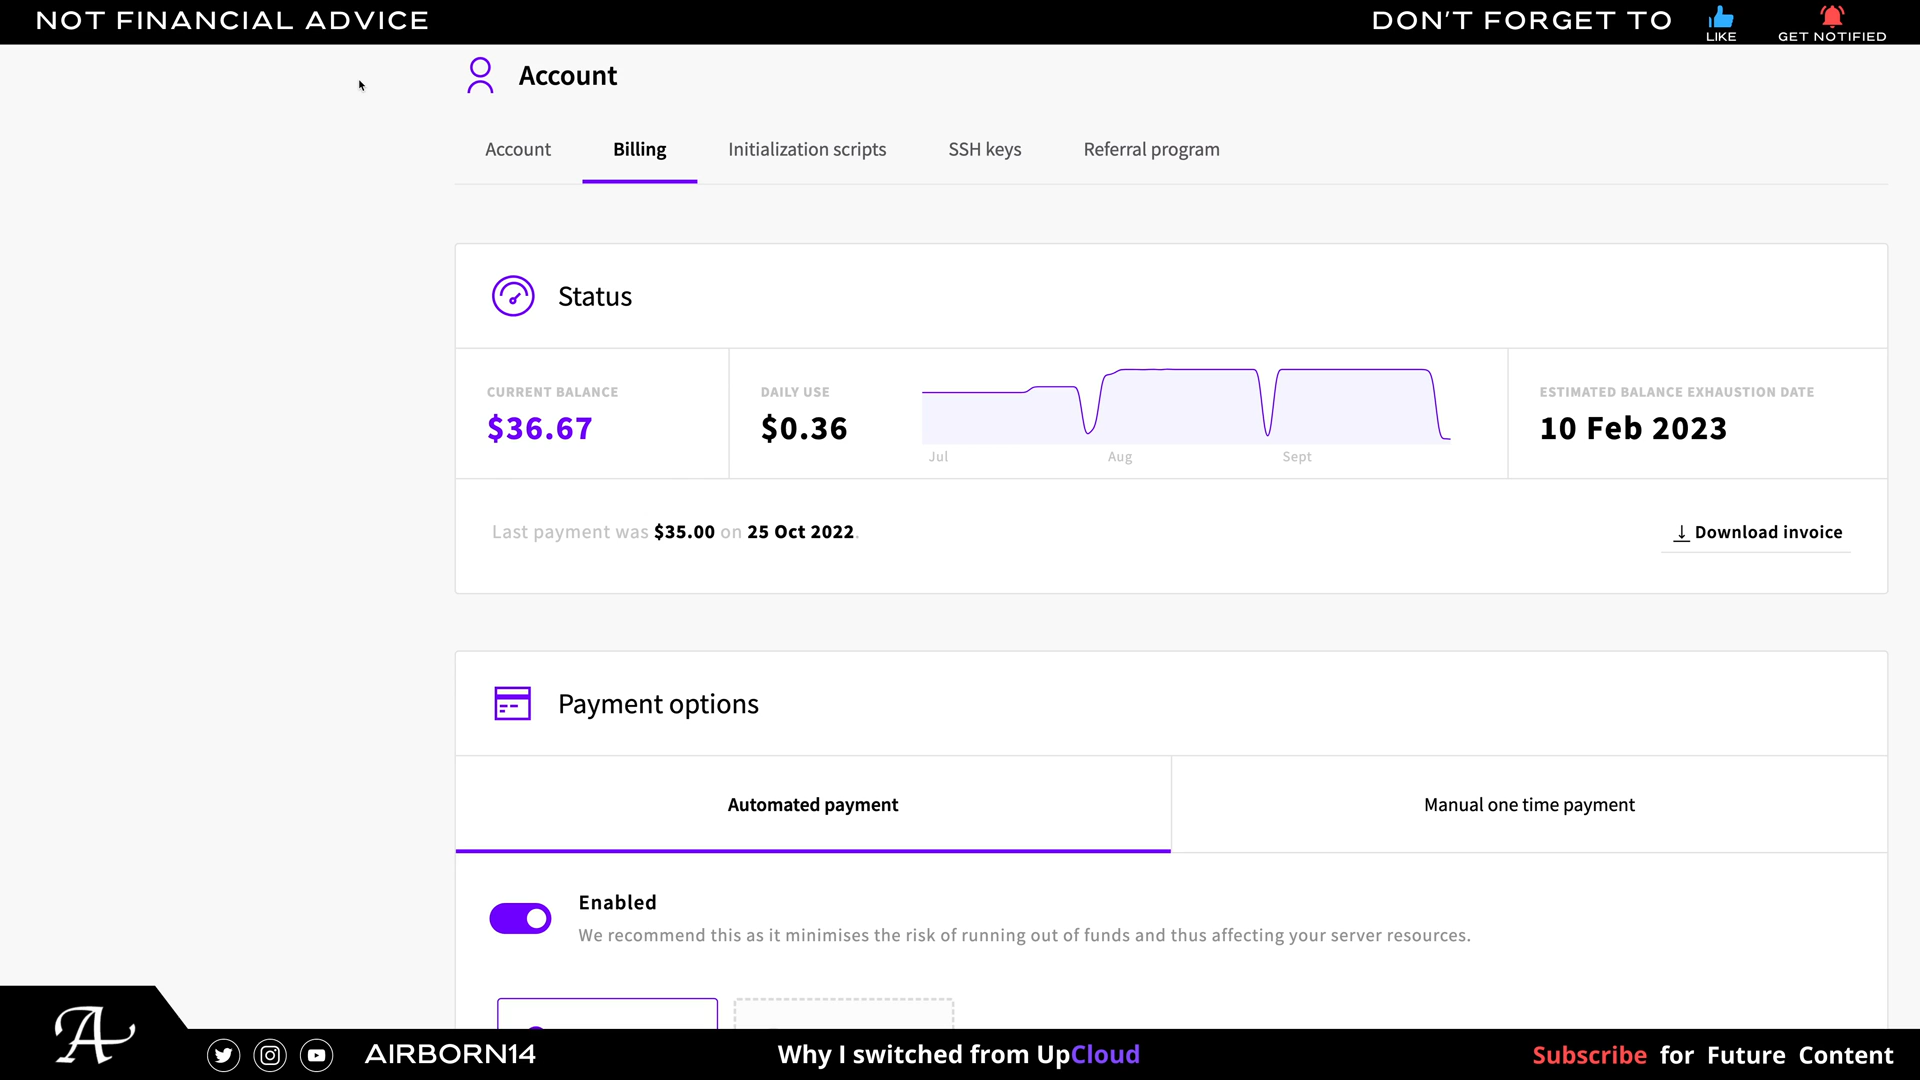 NOT FINANCIAL ADVICE
DON'T FORGET TO
LIKE
GET NOTIFIED
Account
Account
Billing
Initialization scripts
SSH keys
Referral program
Status
CURRENT BALANCE
$36.67
DAILY USE
$0.36
Jul
Aug
Sept
ESTIMATED BALANCE EXHAUSTION DATE
10 Feb 2023
Last payment was $35.00 on 25 Oct 2022.
Download invoice
Payment options
Automated payment
Manual one time payment
Enabled
We recommend this as it minimises the risk of running out of funds and thus affecting your server resources.
A
AIRBORN14
Why I switched from UpCloud
Subscribe for Future Content